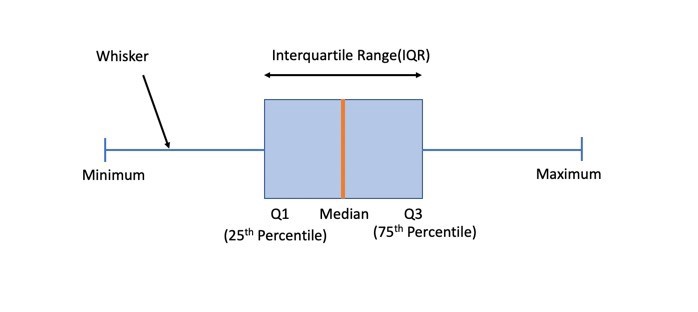 Whisker
Interquartile Range(IQR)
Minimum
Maximum
Q1
Median
Q3
(25th Percentile)
(75th Percentile)